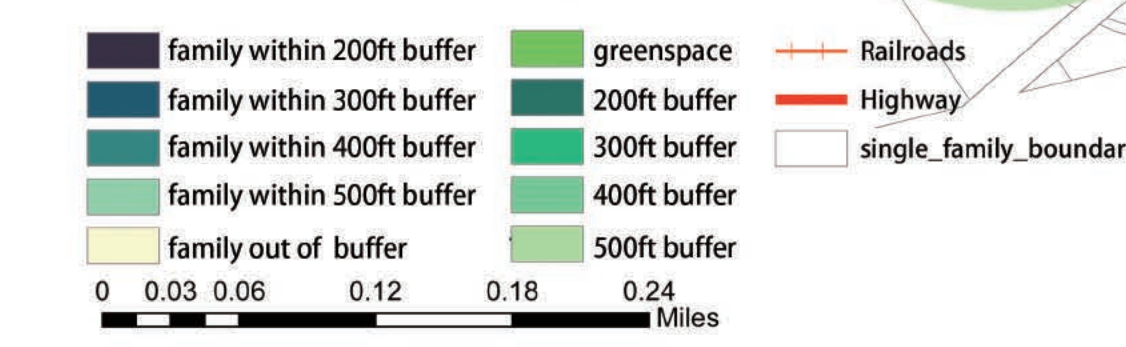 family within 200ft buffer
family within 300ft buffer
family within 400ft buffer
family within 500ft buffer
family out of buffer
greenspace
200ft buffer
300ft buffer
400ft buffer
500ft buffer
Railroads
Highway
single_family_boundar
0 0.03 0.06 0.12 0.18 0.24
Miles